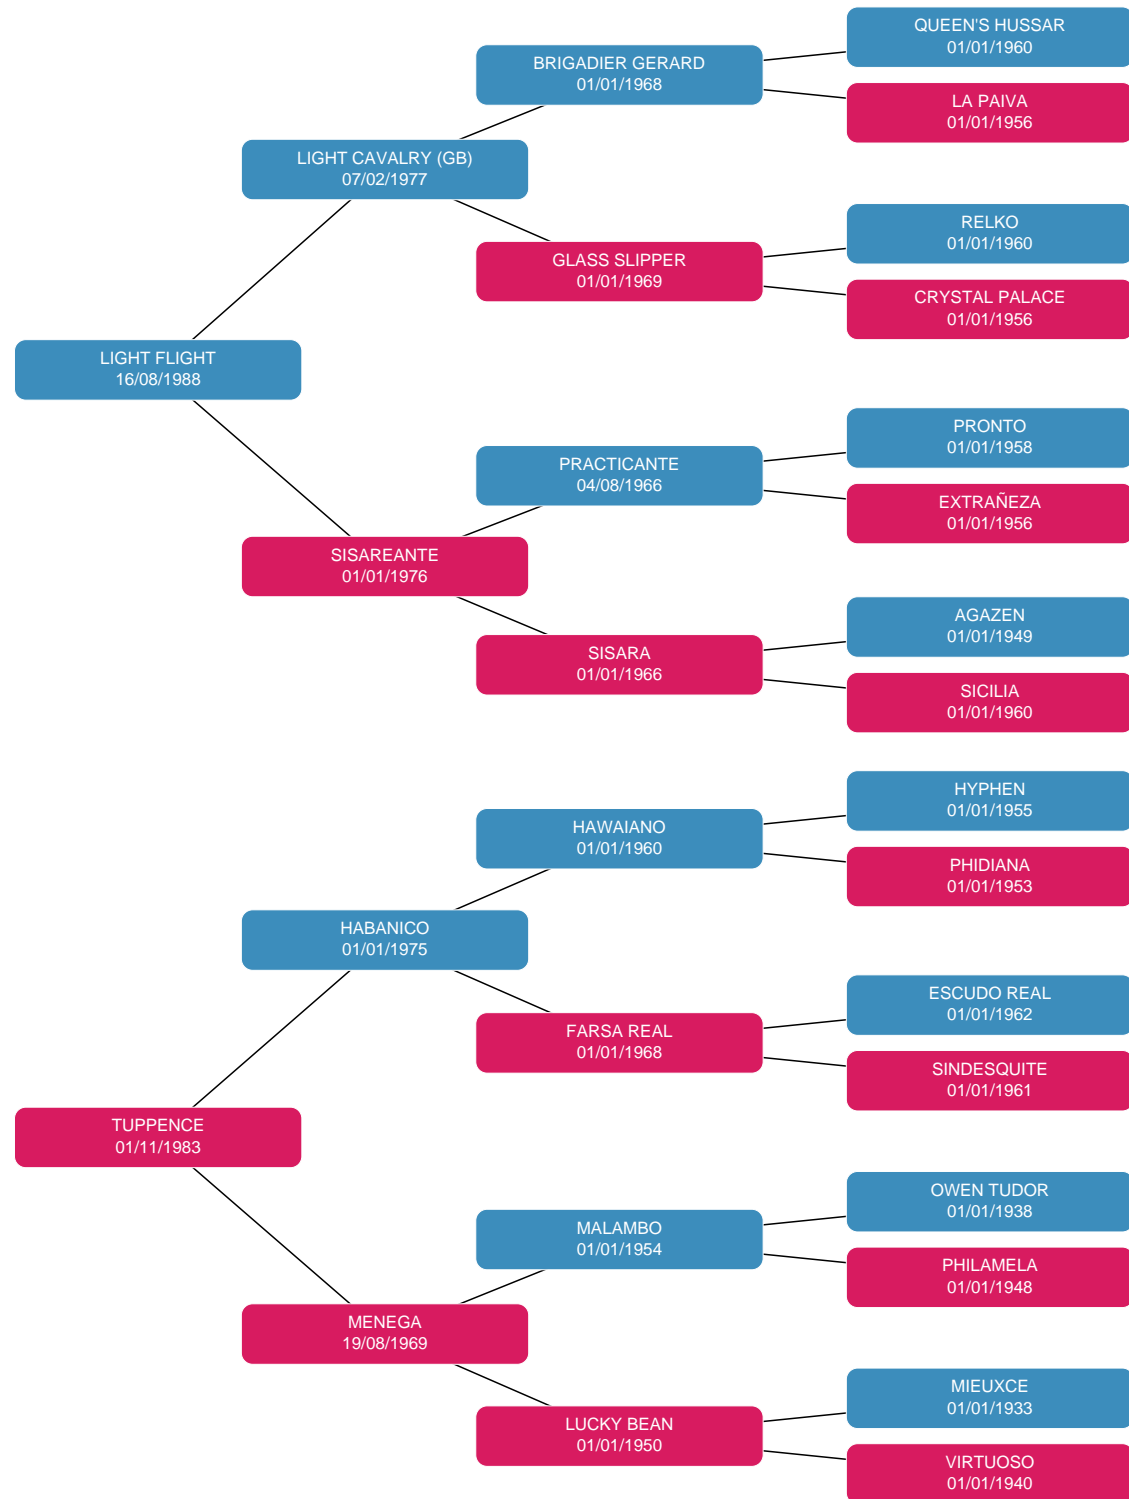 QUEEN'S HUSSAR
01/01/1960
BRIGADIER GERARD
01/01/1968
LA PAIVA
01/01/1956
LIGHT CAVALRY (GB)
07/02/1977
RELKO
01/01/1960
GLASS SLIPPER
01/01/1969
CRYSTAL PALACE
01/01/1956
LIGHT FLIGHT
16/08/1988
PRONTO
01/01/1958
PRACTICANTE
04/08/1966
EXTRAÑEZA
01/01/1956
SISAREANTE
01/01/1976
AGAZEN
01/01/1949
SISARA
01/01/1966
SICILIA
01/01/1960
HYPHEN
01/01/1955
HAWAIANO
01/01/1960
PHIDIANA
01/01/1953
HABANICO
01/01/1975
ESCUDO REAL
01/01/1962
FARSA REAL
01/01/1968
SINDESQUITE
01/01/1961
TUPPENCE
01/11/1983
OWEN TUDOR
01/01/1938
MALAMBO
01/01/1954
PHILAMELA
01/01/1948
MENEGA
19/08/1969
MIEUXCE
01/01/1933
LUCKY BEAN
01/01/1950
VIRTUOSO
01/01/1940